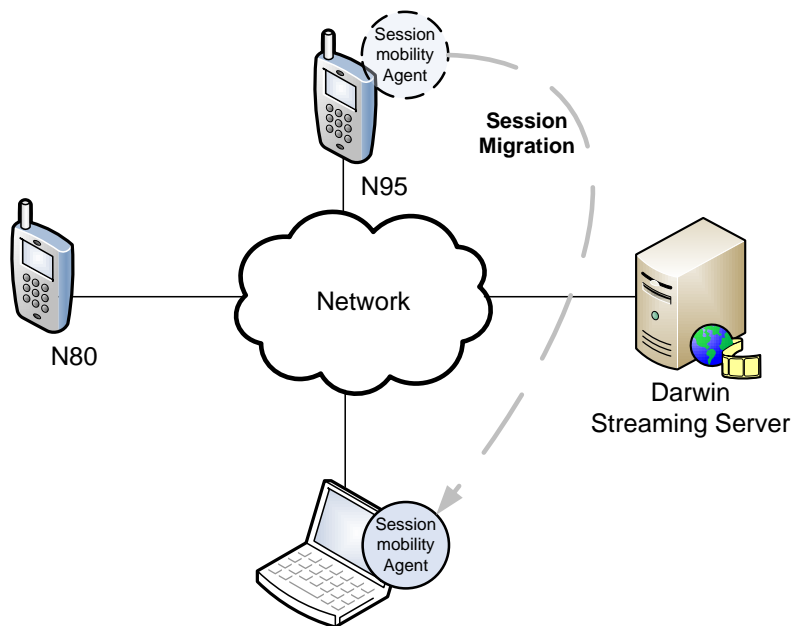 Session
mobility
Agent
Session
Migration
N95
Network
N80
Darwin
Streaming Server
Session
mobility
Agent